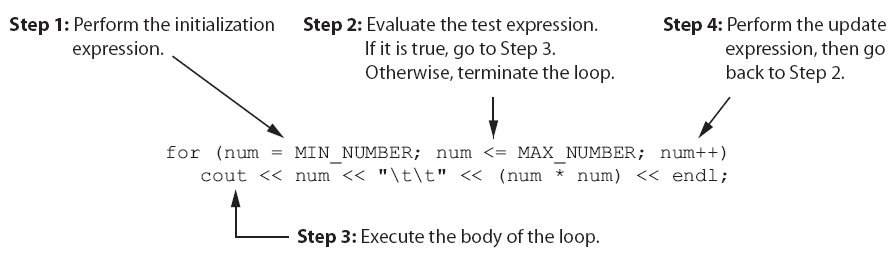 Step 1: Perform the initialization
expression.
Step 2: Evaluate the test expression.
If it is true, go to Step 3.
Otherwise, terminate the loop.
Step 4: Perform the update
expression, then go
back to Step 2.
for (num = MIN_NUMBER; num <= MAX_NUMBER; num++)
cout << num << "\t\t" << (num * num) << endl;
Step 3: Execute the body of the loop.